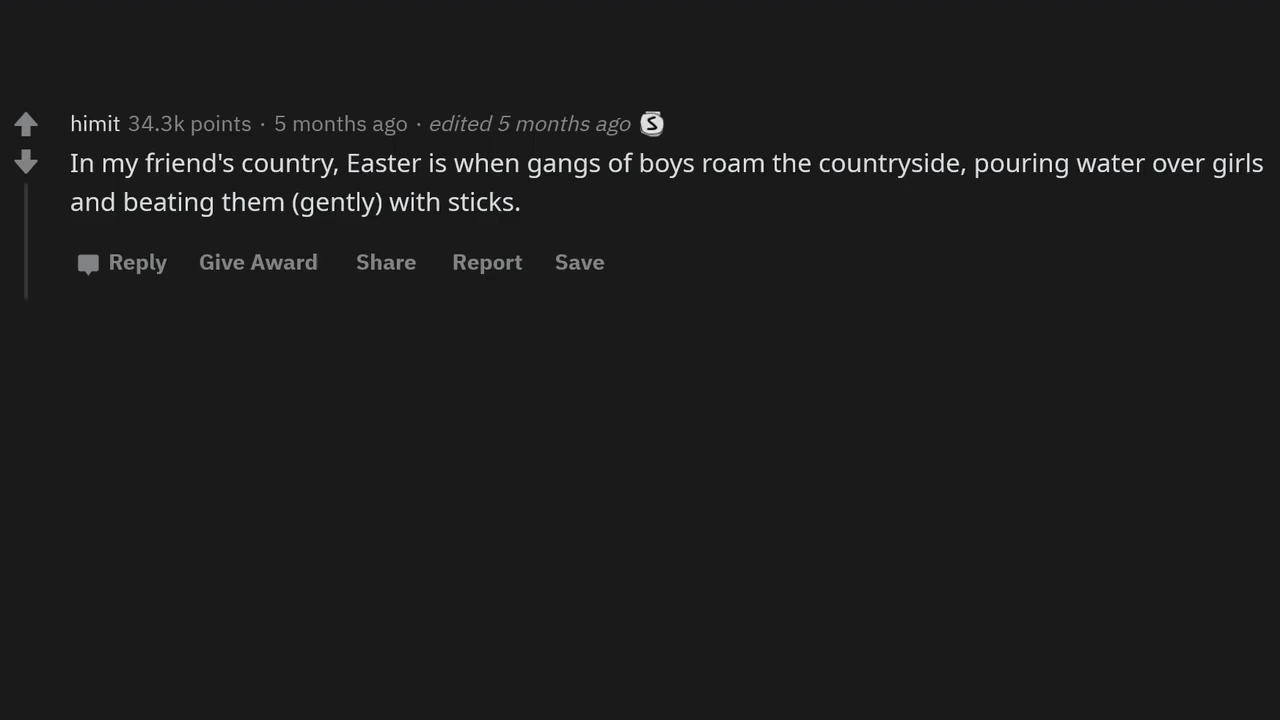 himit 34.3k points · 5 months ago · edited 5 months ago S
In my friend's country, Easter is when gangs of boys roam the countryside, pouring water over girls
and beating them (gently) with sticks.
Reply Give Award Share Report Save